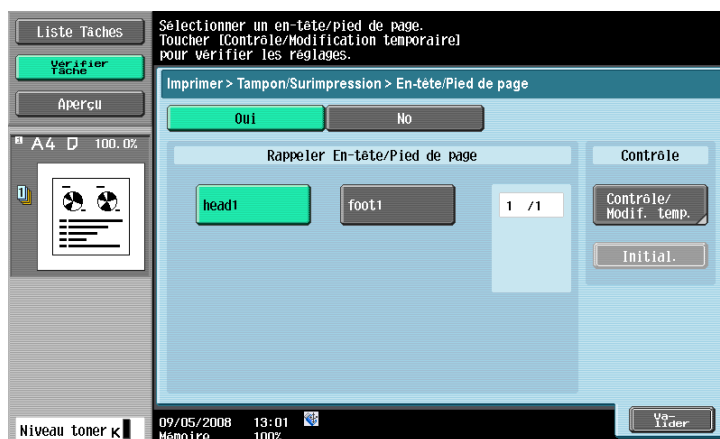 Liste Tâches
Vérifier
Tâche
Aperçu
A4 100.0%
1
Niveau toner K
Sélectionner un en-tête/pied de page.
Toucher [Contrôle/Modification temporaire]
pour vérifier les réglages.
Imprimer > Tampon/Surimpression > En-tête/Pied de page
Oui
No
Rappeler En-tête/Pied de page
head1
foot1
1 /1
Contrôle
Contrôle/
Modif. temp.
Initial.
09/05/2008 13:01
Mémoire 100%
Va-
lider